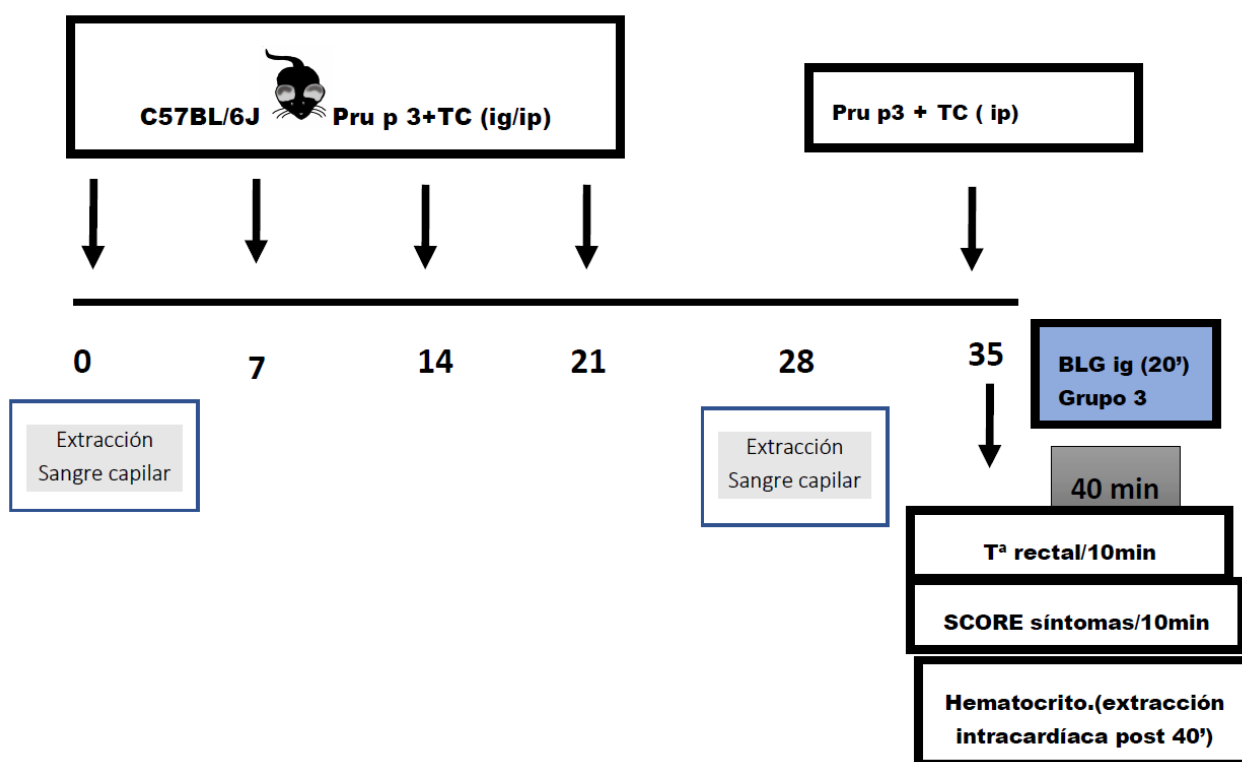 C57BL/6J Pru p 3+TC (ig/ip)
Pru p3 + TC ( ip)
0 7 14 21 28 35
BLG ig (20’)
Grupo 3
Extracción
Sangre capilar
Extracción
Sangre capilar
40 min
Tª rectal/10min
SCORE síntomas/10min
Hematocrito.(extracción
intracardíaca post 40’)